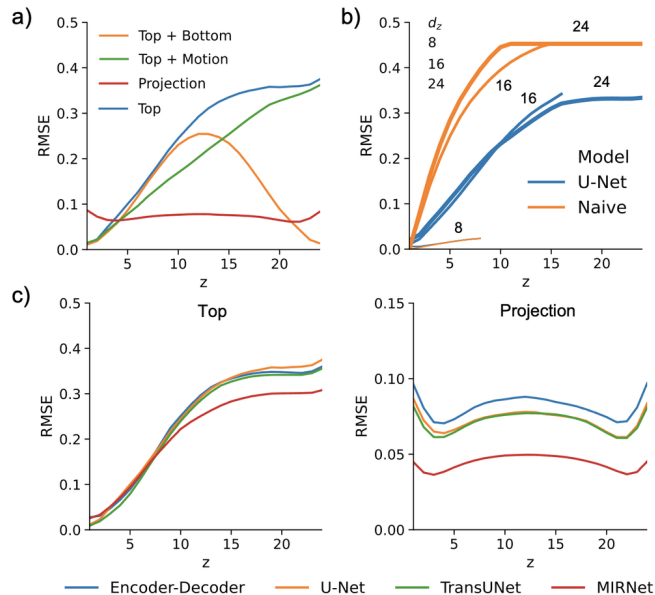 a)
0.5
0.4
0.3
0.2
0.1
0.0
RMSE
5
10
15
20
z
Top + Bottom
Top + Motion
Projection
Top
b)
0.5
0.4
0.3
0.2
0.1
0.0
RMSE
5
10
15
20
z
dz
8
16
24
24
16
16
24
8
Model
U-Net
Naive
c)
Top
0.5
0.4
0.3
0.2
0.1
0.0
RMSE
5
10
15
20
z
Projection
0.15
0.10
0.05
0.00
RMSE
5
10
15
20
z
Encoder-Decoder
U-Net
TransUNet
MIRNet